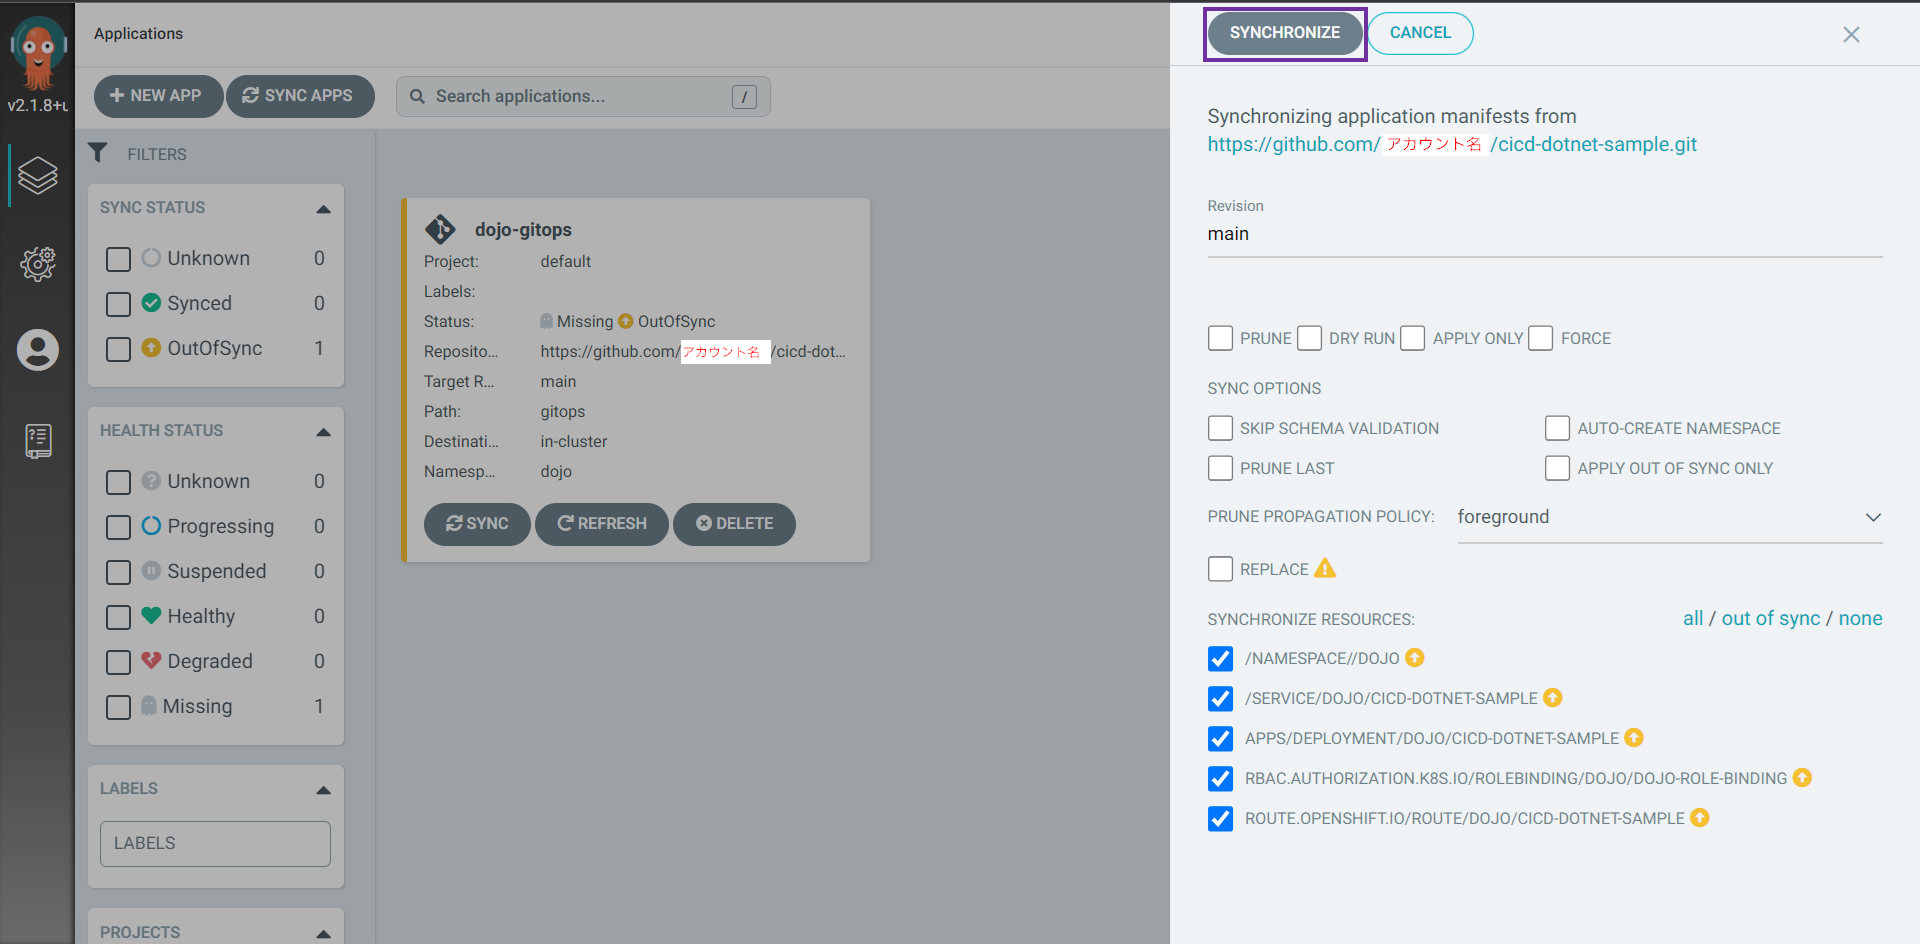 v2.1.8+u
Applications
NEW APP
SYNC APPS
Search applications...
/
FILTERS
SYNC STATUS
Unknown 0
Synced 0
OutOfSync 1
HEALTH STATUS
Unknown 0
Progressing 0
Suspended 0
Healthy 0
Degraded 0
Missing 1
LABELS
LABELS
PROJECTS
dojo-gitops
Project: default
Labels:
Status: Missing OutOfSync
Reposito... https://github.com/アカウント名/cicd-dot...
Target R... main
Path: gitops
Destinati... in-cluster
Namesp... dojo
SYNC REFRESH DELETE
SYNCHRONIZE CANCEL
Synchronizing application manifests from
https://github.com/アカウント名/cicd-dotnet-sample.git
Revision
main
PRUNE DRY RUN APPLY ONLY FORCE
SYNC OPTIONS
SKIP SCHEMA VALIDATION AUTO-CREATE NAMESPACE
PRUNE LAST APPLY OUT OF SYNC ONLY
PRUNE PROPAGATION POLICY: foreground
REPLACE
SYNCHRONIZE RESOURCES: all / out of sync / none
/NAMESPACE//DOJO
/SERVICE/DOJO/CICD-DOTNET-SAMPLE
APPS/DEPLOYMENT/DOJO/CICD-DOTNET-SAMPLE
RBAC.AUTHORIZATION.K8S.IO/ROLEBINDING/DOJO/DOJO-ROLE-BINDING
ROUTE.OPENSHIFT.IO/ROUTE/DOJO/CICD-DOTNET-SAMPLE